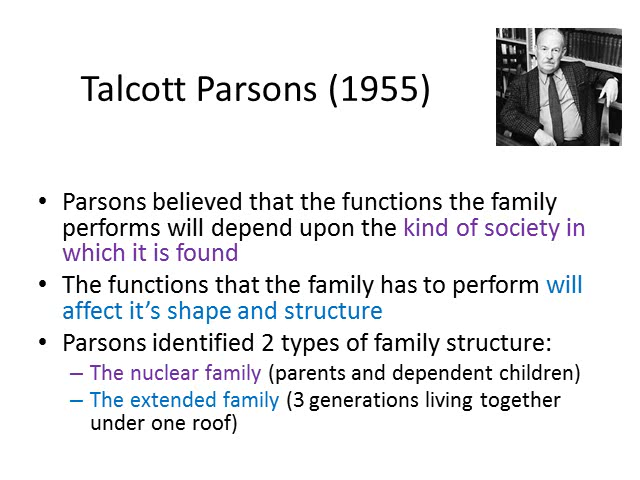 Talcott Parsons (1955)
• Parsons believed that the functions the family
performs will depend upon the kind of society in
which it is found
• The functions that the family has to perform will
affect it’s shape and structure
• Parsons identified 2 types of family structure:
– The nuclear family (parents and dependent children)
– The extended family (3 generations living together
under one roof)